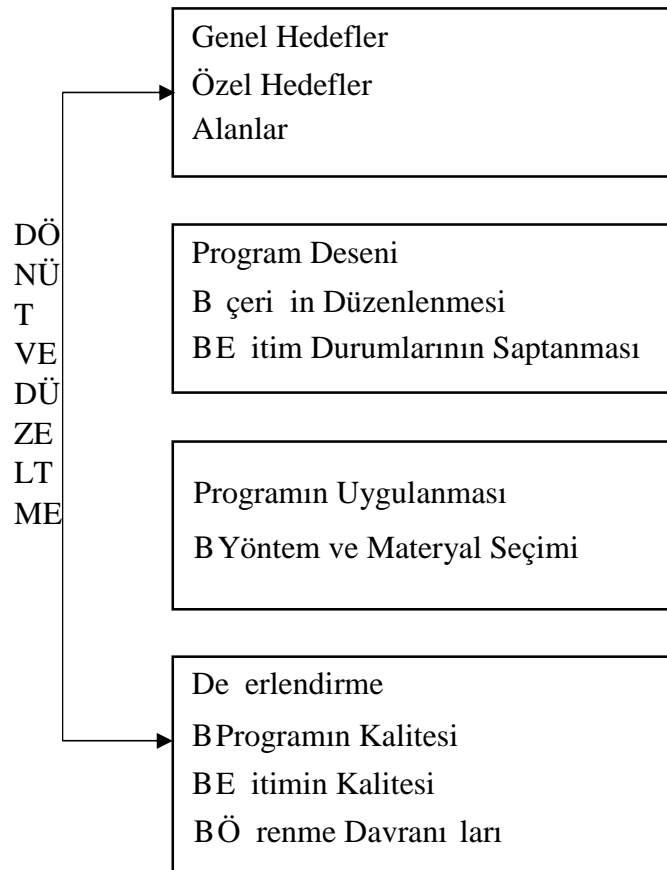 Genel Hedefler
Özel Hedefler
Alanlar
DÖ
NÜ
T
VE
DÜ
ZE
LT
ME
Program Deseni
B çeri in Düzenlenmesi
BE itim Durumlarının Saptanması
Programın Uygulanması
BYöntem ve Materyal Seçimi
De erlendirme
BProgramın Kalitesi
BE itimin Kalitesi
BÖ renme Davranı ları